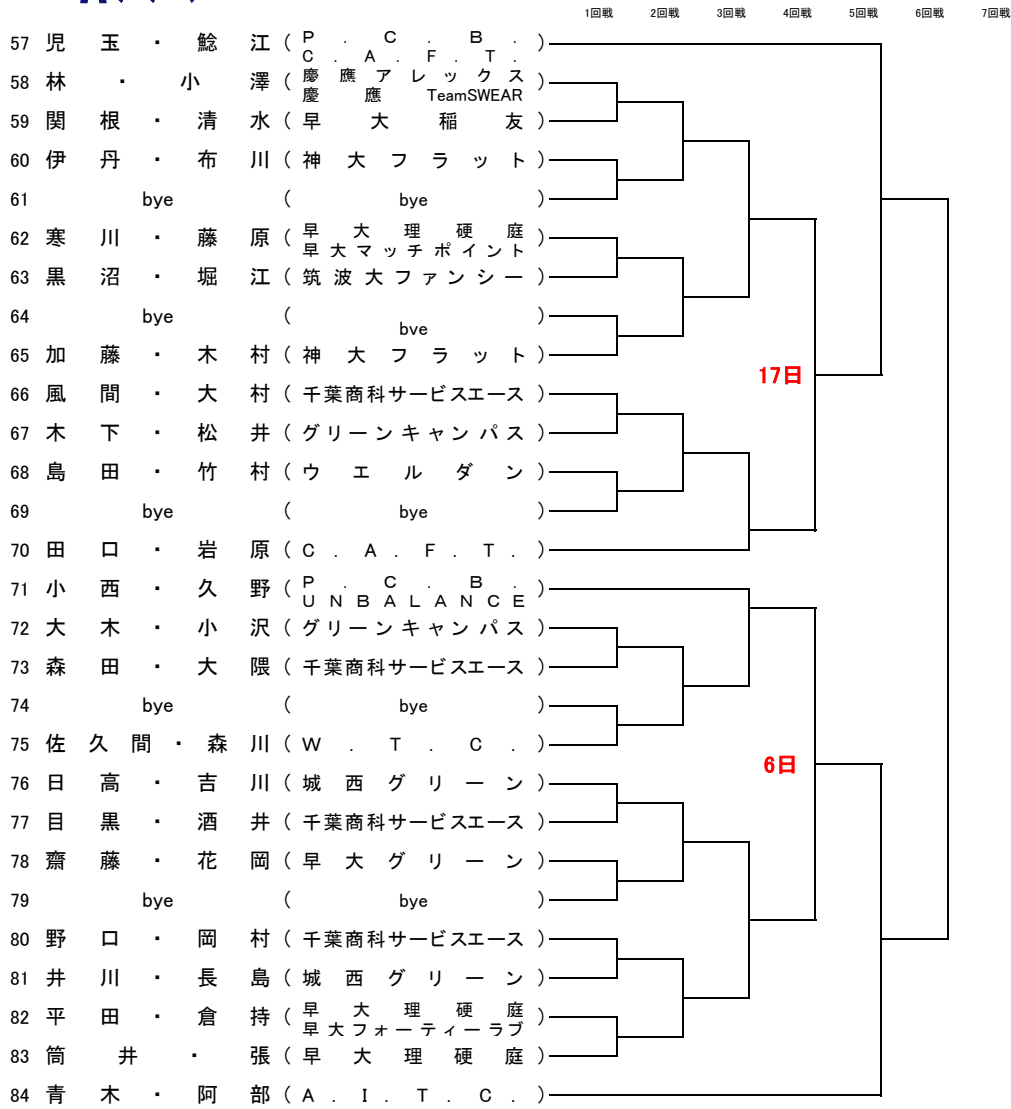 1回戦 2回戦 3回戦 4回戦 5回戦 6回戦 7回戦
57 児玉・鯰江 ( P.C.B. C.A.F.T. )
58 林・小澤 ( 慶應アレックス 慶應TeamSWEAR )
59 関根・清水 ( 早大稲友 )
60 伊丹・布川 ( 神大フラット )
61 bye ( bye )
62 寒川・藤原 ( 早大理硬庭 早大マッチポイント )
63 黒沼・堀江 ( 筑波大ファンシー )
64 bye ( bye )
65 加藤・木村 ( 神大フラット )
17日
66 風間・大村 ( 千葉商科サービスエース )
67 木下・松井 ( グリーンキャンパス )
68 島田・竹村 ( ウエルダン )
69 bye ( bye )
70 田口・岩原 ( C.A.F.T. )
71 小西・久野 ( P.C.B. UNBALANCE )
72 大木・小沢 ( グリーンキャンパス )
73 森田・大隈 ( 千葉商科サービスエース )
74 bye ( bye )
75 佐久間・森川 ( W.T.C. )
6日
76 日高・吉川 ( 城西グリーン )
77 目黒・酒井 ( 千葉商科サービスエース )
78 齋藤・花岡 ( 早大グリーン )
79 bye ( bye )
80 野口・岡村 ( 千葉商科サービスエース )
81 井川・長島 ( 城西グリーン )
82 平田・倉持 ( 早大理硬庭 早大フォーティーラブ )
83 筒井・張 ( 早大理硬庭 )
84 青木・阿部 ( A.I.T.C. )